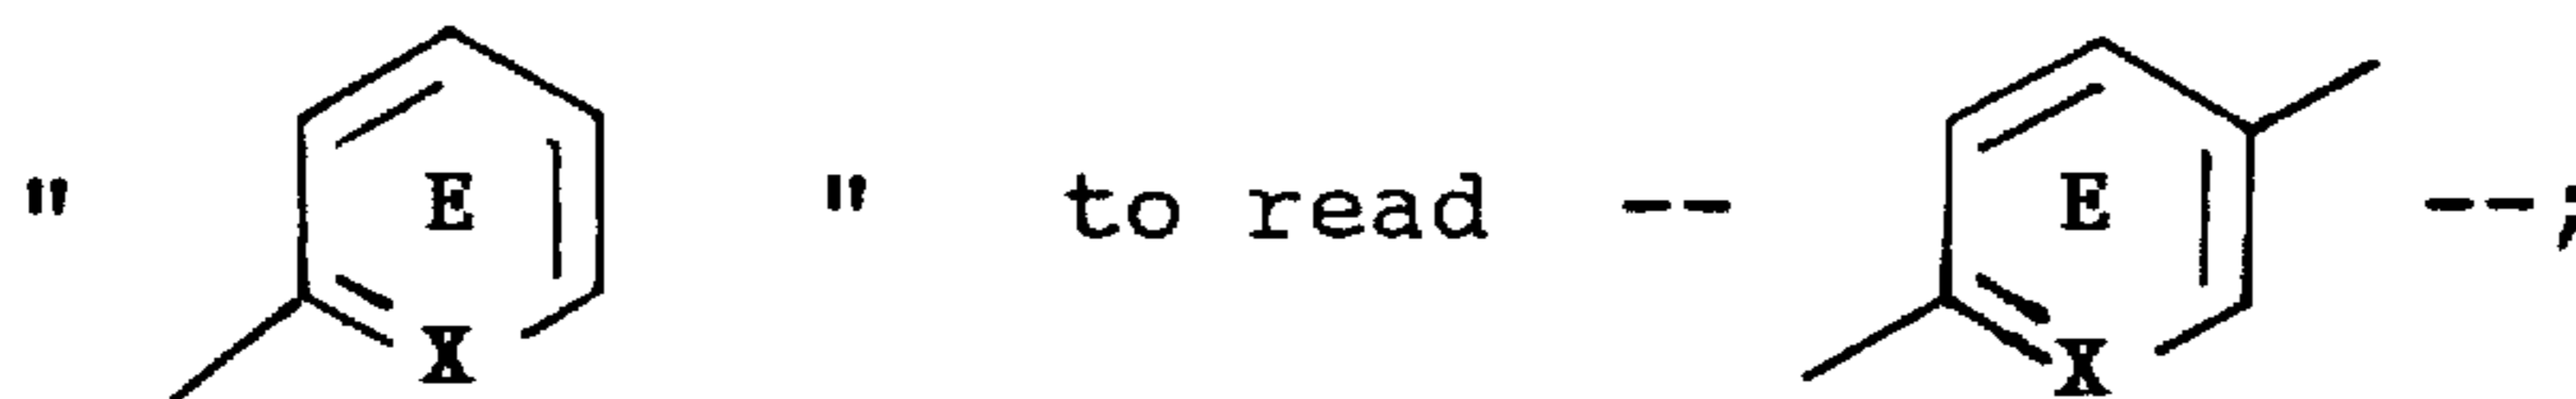 " E X " to read -- E X --;